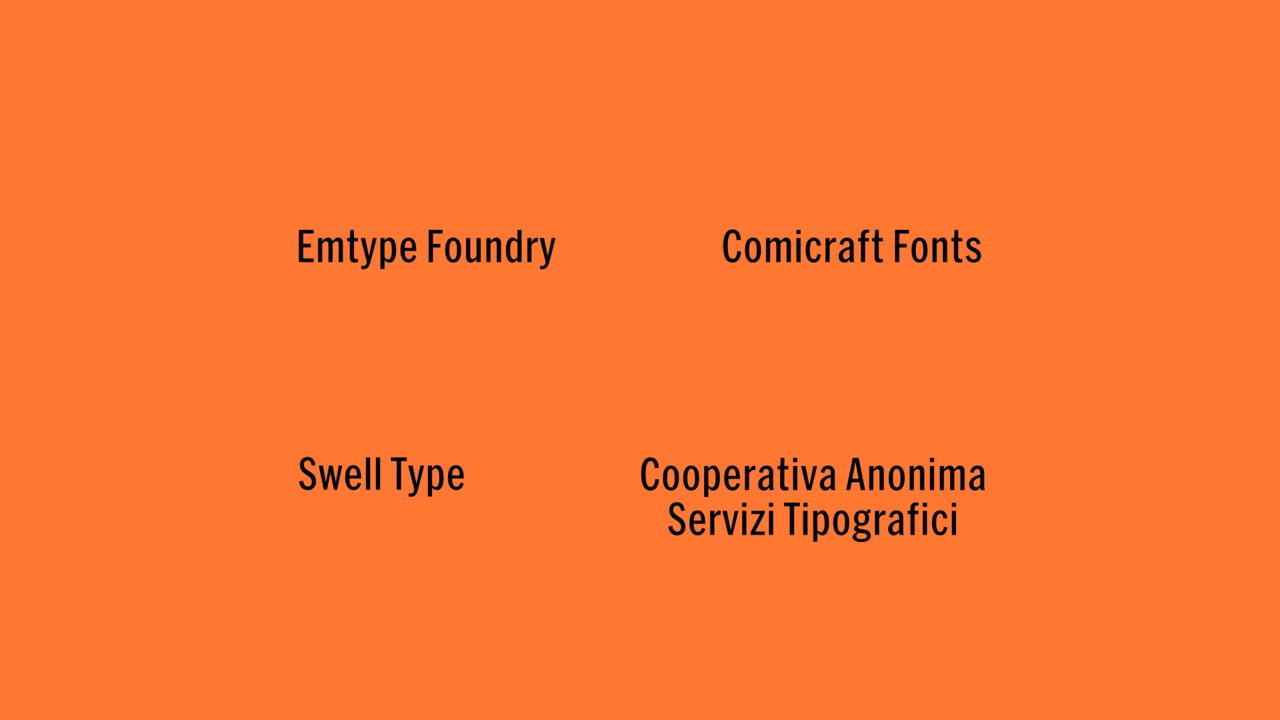 Emtype Foundry
Comicraft Fonts
Swell Type
Cooperativa Anonima
Servizi Tipografici